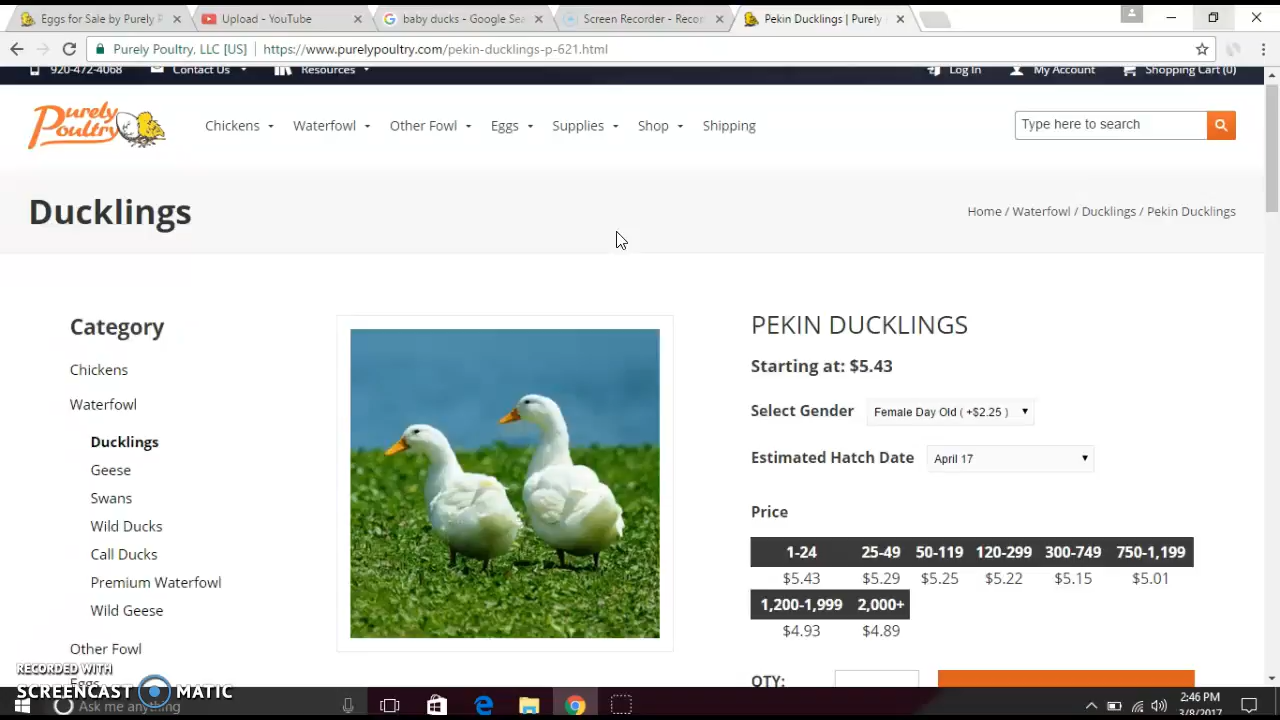 Eggs for Sale by Purely P
Upload - YouTube
baby ducks - Google Sea
Screen Recorder - Recor
Pekin Ducklings | Purely
Purely Poultry, LLC [US]
https://www.purelypoultry.com/pekin-ducklings-p-621.html
920-472-4068
Contact Us
Resources
Log In
My Account
Shopping Cart (0)
Purely Poultry
Chickens
Waterfowl
Other Fowl
Eggs
Supplies
Shop
Shipping
Type here to search
Ducklings
Home / Waterfowl / Ducklings / Pekin Ducklings
Category
Chickens
Waterfowl
Ducklings
Geese
Swans
Wild Ducks
Call Ducks
Premium Waterfowl
Wild Geese
Other Fowl
Eggs
PEKIN DUCKLINGS
Starting at: $5.43
Select Gender Female Day Old ( +$2.25 )
Estimated Hatch Date April 17
Price
1-24 25-49 50-119 120-299 300-749 750-1,199
$5.43 $5.29 $5.25 $5.22 $5.15 $5.01
1,200-1,999 2,000+
$4.93 $4.89
QTY:
RECORDED WITH
SCREENCAST MATIC
Ask me anything
2:46 PM
3/8/2017